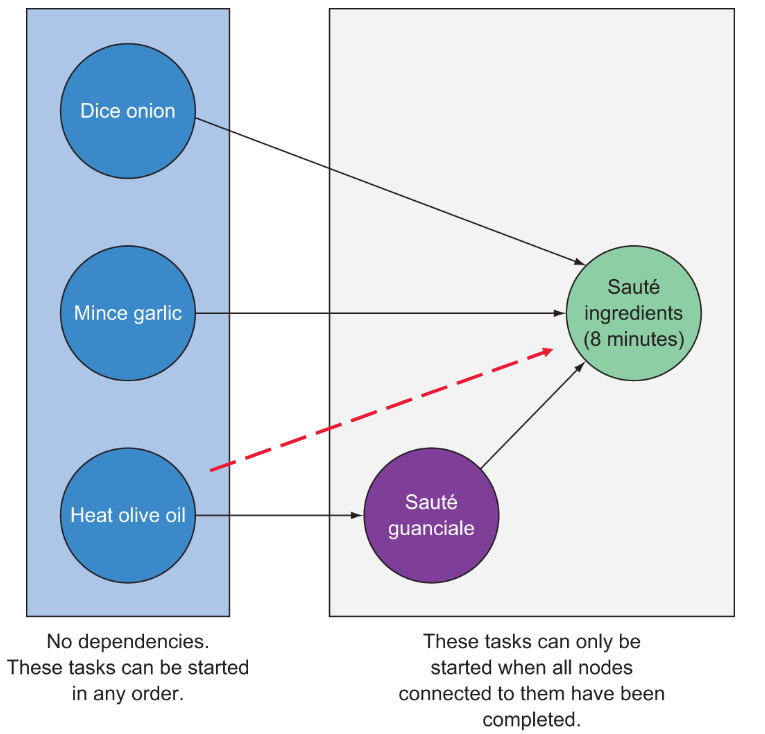 Dice onion
Mince garlic
Heat olive oil
Sauté
guanciale
Sauté
ingredients
(8 minutes)
No dependencies.
These tasks can be started
in any order.
These tasks can only be
started when all nodes
connected to them have been
completed.